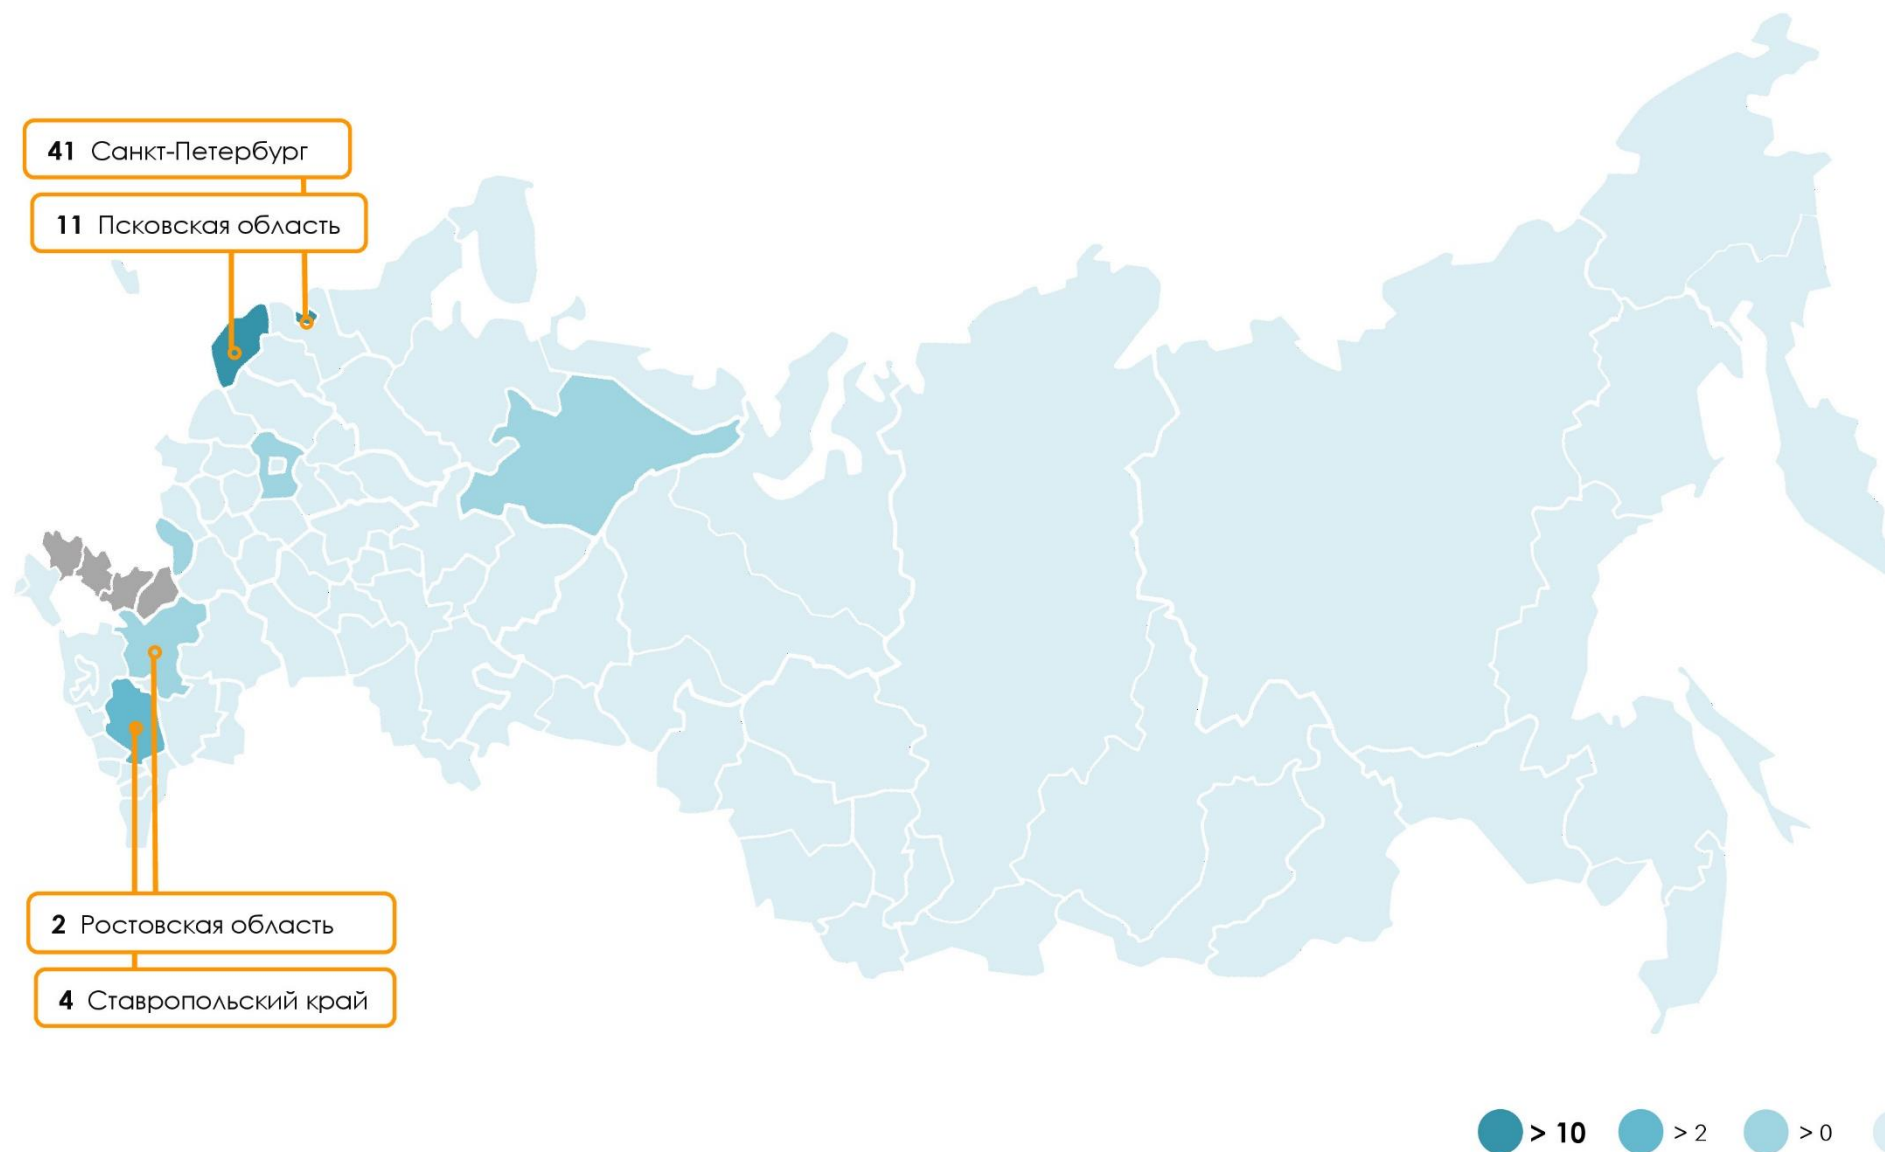 41 Санкт-Петербург
11 Псковская область
2 Ростовская область
4 Ставропольский край
> 10 > 2 > 0